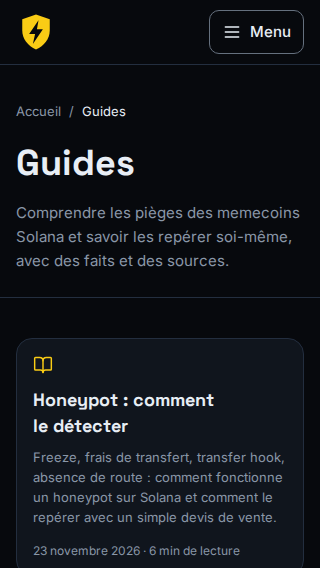 Menu
Accueil / Guides
Guides
Comprendre les pièges des memecoins
Solana et savoir les repérer soi-même,
avec des faits et des sources.
Honeypot : comment
le détecter
Freeze, frais de transfert, transfer hook,
absence de route : comment fonctionne
un honeypot sur Solana et comment le
repérer avec un simple devis de vente.
23 novembre 2026 · 6 min de lecture